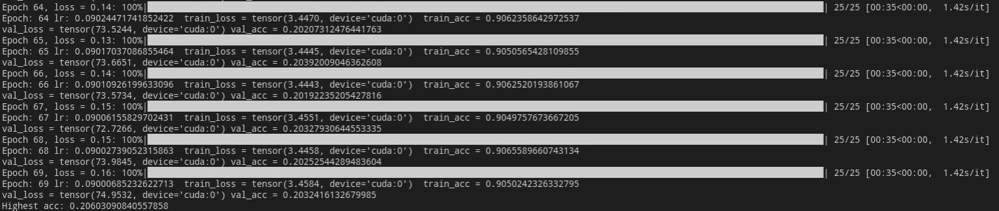 Epoch 64, loss = 0.14: 100%| | 25/25 [00:35<00:00, 1.42s/it]
Epoch: 64 lr: 0.09024471741852422 train_loss = tensor(3.4470, device='cuda:0') train_acc = 0.9062358642972537
val_loss = tensor(73.5244, device='cuda:0') val_acc = 0.20207312476441763
Epoch 65, loss = 0.13: 100%| | 25/25 [00:35<00:00, 1.42s/it]
Epoch: 65 lr: 0.09017037086855464 train_loss = tensor(3.4445, device='cuda:0') train_acc = 0.9050565428109855
val_loss = tensor(73.6651, device='cuda:0') val_acc = 0.20392009046362608
Epoch 66, loss = 0.14: 100%| | 25/25 [00:35<00:00, 1.42s/it]
Epoch: 66 lr: 0.09010926199633096 train_loss = tensor(3.4443, device='cuda:0') train_acc = 0.9062520193861067
val_loss = tensor(73.5734, device='cuda:0') val_acc = 0.20192235205427816
Epoch 67, loss = 0.15: 100%| | 25/25 [00:35<00:00, 1.42s/it]
Epoch: 67 lr: 0.09006155829702431 train_loss = tensor(3.4551, device='cuda:0') train_acc = 0.9049757673667205
val_loss = tensor(72.7266, device='cuda:0') val_acc = 0.20327930644553335
Epoch 68, loss = 0.15: 100%| | 25/25 [00:35<00:00, 1.42s/it]
Epoch: 68 lr: 0.09002739052315863 train_loss = tensor(3.4458, device='cuda:0') train_acc = 0.9065589660743134
val_loss = tensor(73.9845, device='cuda:0') val_acc = 0.20252544289483604
Epoch 69, loss = 0.16: 100%| | 25/25 [00:35<00:00, 1.42s/it]
Epoch: 69 lr: 0.09000685232622713 train_loss = tensor(3.4584, device='cuda:0') train_acc = 0.9050242326332795
val_loss = tensor(74.9532, device='cuda:0') val_acc = 0.2032416132679985
Highest acc: 0.20603090840557858